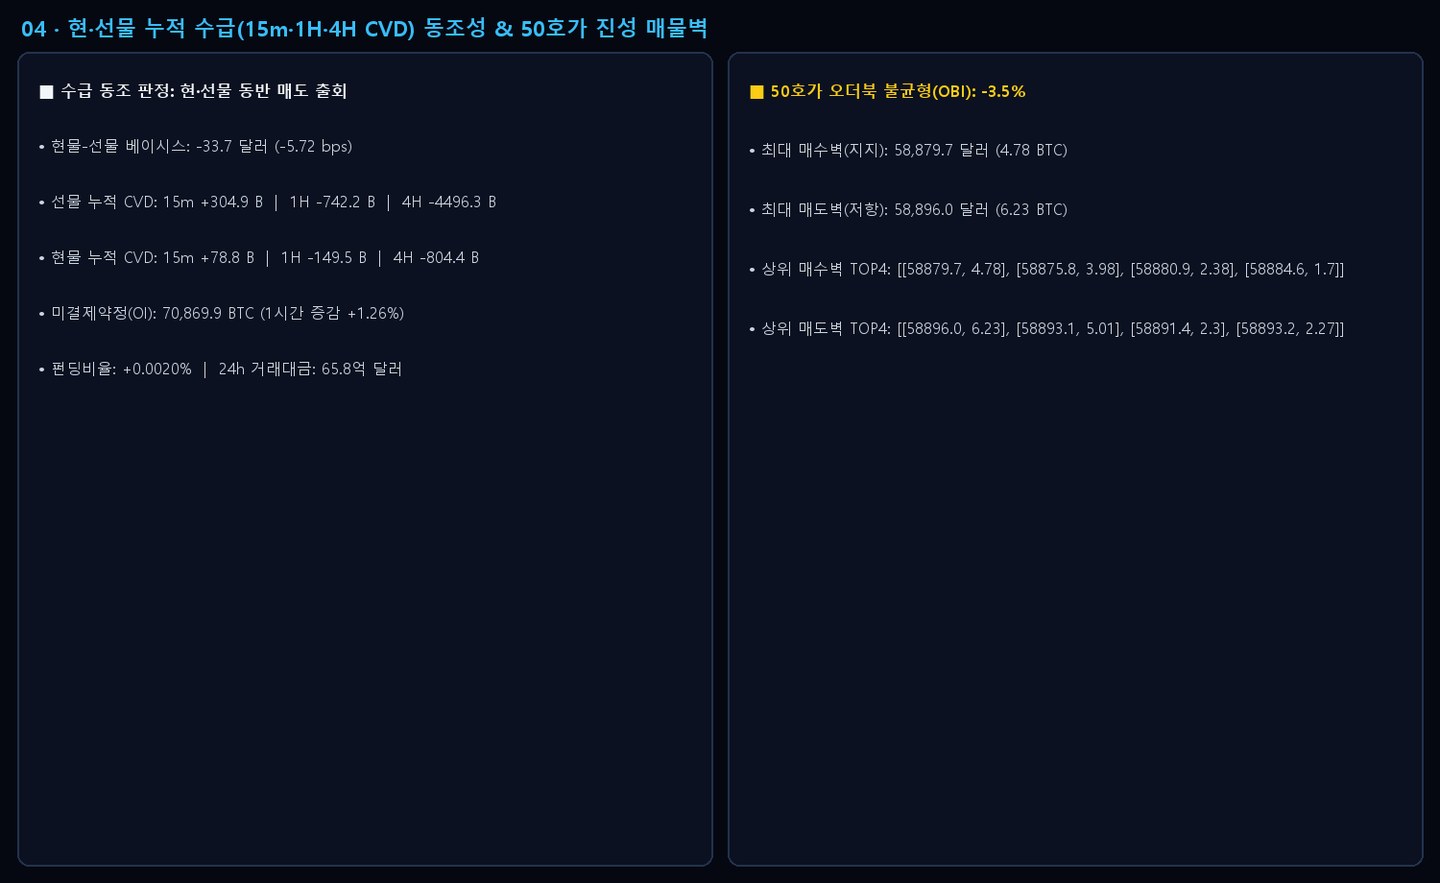 04 · 현·선물 누적 수급(15m·1H·4H CVD) 동조성 & 50호가 진성 매물벽
■ 수급 동조 판정: 현·선물 동반 매도 출회
• 현물-선물 베이시스: -33.7 달러 (-5.72 bps)
• 선물 누적 CVD: 15m +304.9 B | 1H -742.2 B | 4H -4496.3 B
• 현물 누적 CVD: 15m +78.8 B | 1H -149.5 B | 4H -804.4 B
• 미결제약정(OI): 70,869.9 BTC (1시간 증감 +1.26%)
• 펀딩비율: +0.0020% | 24h 거래대금: 65.8억 달러
■ 50호가 오더북 불균형(OBI): -3.5%
• 최대 매수벽(지지): 58,879.7 달러 (4.78 BTC)
• 최대 매도벽(저항): 58,896.0 달러 (6.23 BTC)
• 상위 매수벽 TOP4: [[58879.7, 4.78], [58875.8, 3.98], [58880.9, 2.38], [58884.6, 1.7]]
• 상위 매도벽 TOP4: [[58896.0, 6.23], [58893.1, 5.01], [58891.4, 2.3], [58893.2, 2.27]]